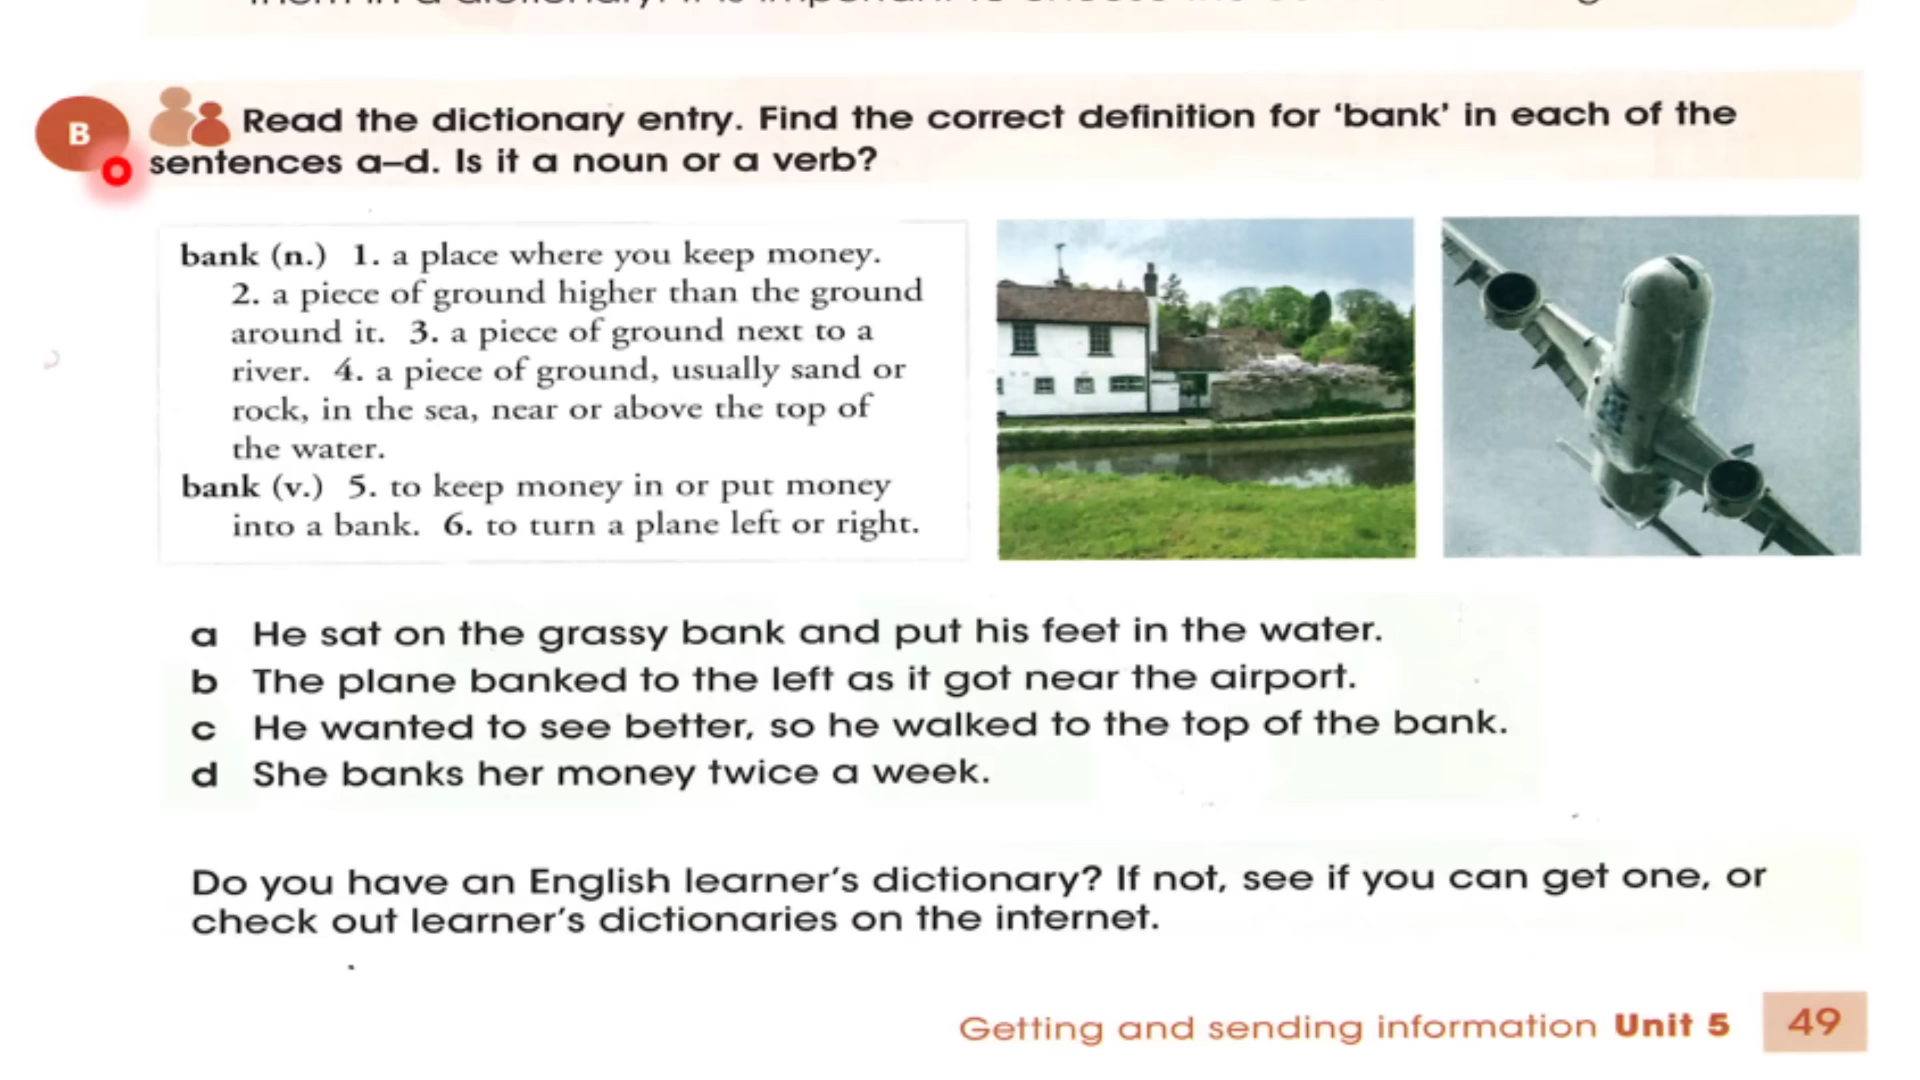 B
Read the dictionary entry. Find the correct definition for ‘bank’ in each of the
sentences a–d. Is it a noun or a verb?
bank (n.) 1. a place where you keep money.
2. a piece of ground higher than the ground
around it. 3. a piece of ground next to a
river. 4. a piece of ground, usually sand or
rock, in the sea, near or above the top of
the water.
bank (v.) 5. to keep money in or put money
into a bank. 6. to turn a plane left or right.
a He sat on the grassy bank and put his feet in the water.
b The plane banked to the left as it got near the airport.
c He wanted to see better, so he walked to the top of the bank.
d She banks her money twice a week.
Do you have an English learner’s dictionary? If not, see if you can get one, or
check out learner’s dictionaries on the internet.
Getting and sending information Unit 5 49